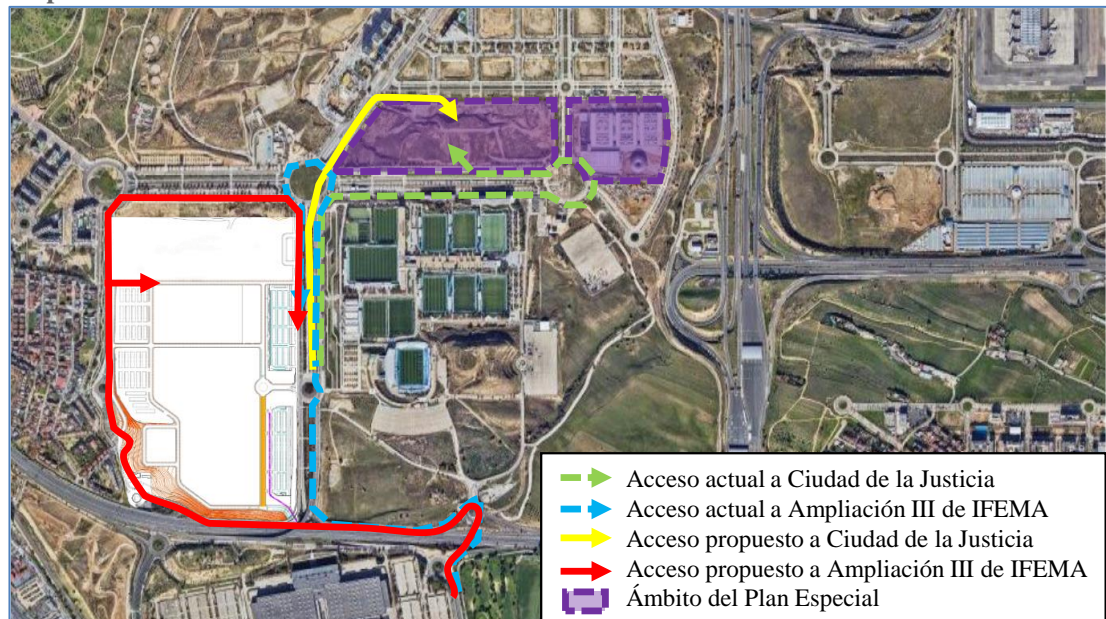 Acceso actual a Ciudad de la Justicia
Acceso actual a Ampliación III de IFEMA
Acceso propuesto a Ciudad de la Justicia
Acceso propuesto a Ampliación III de IFEMA
Ámbito del Plan Especial